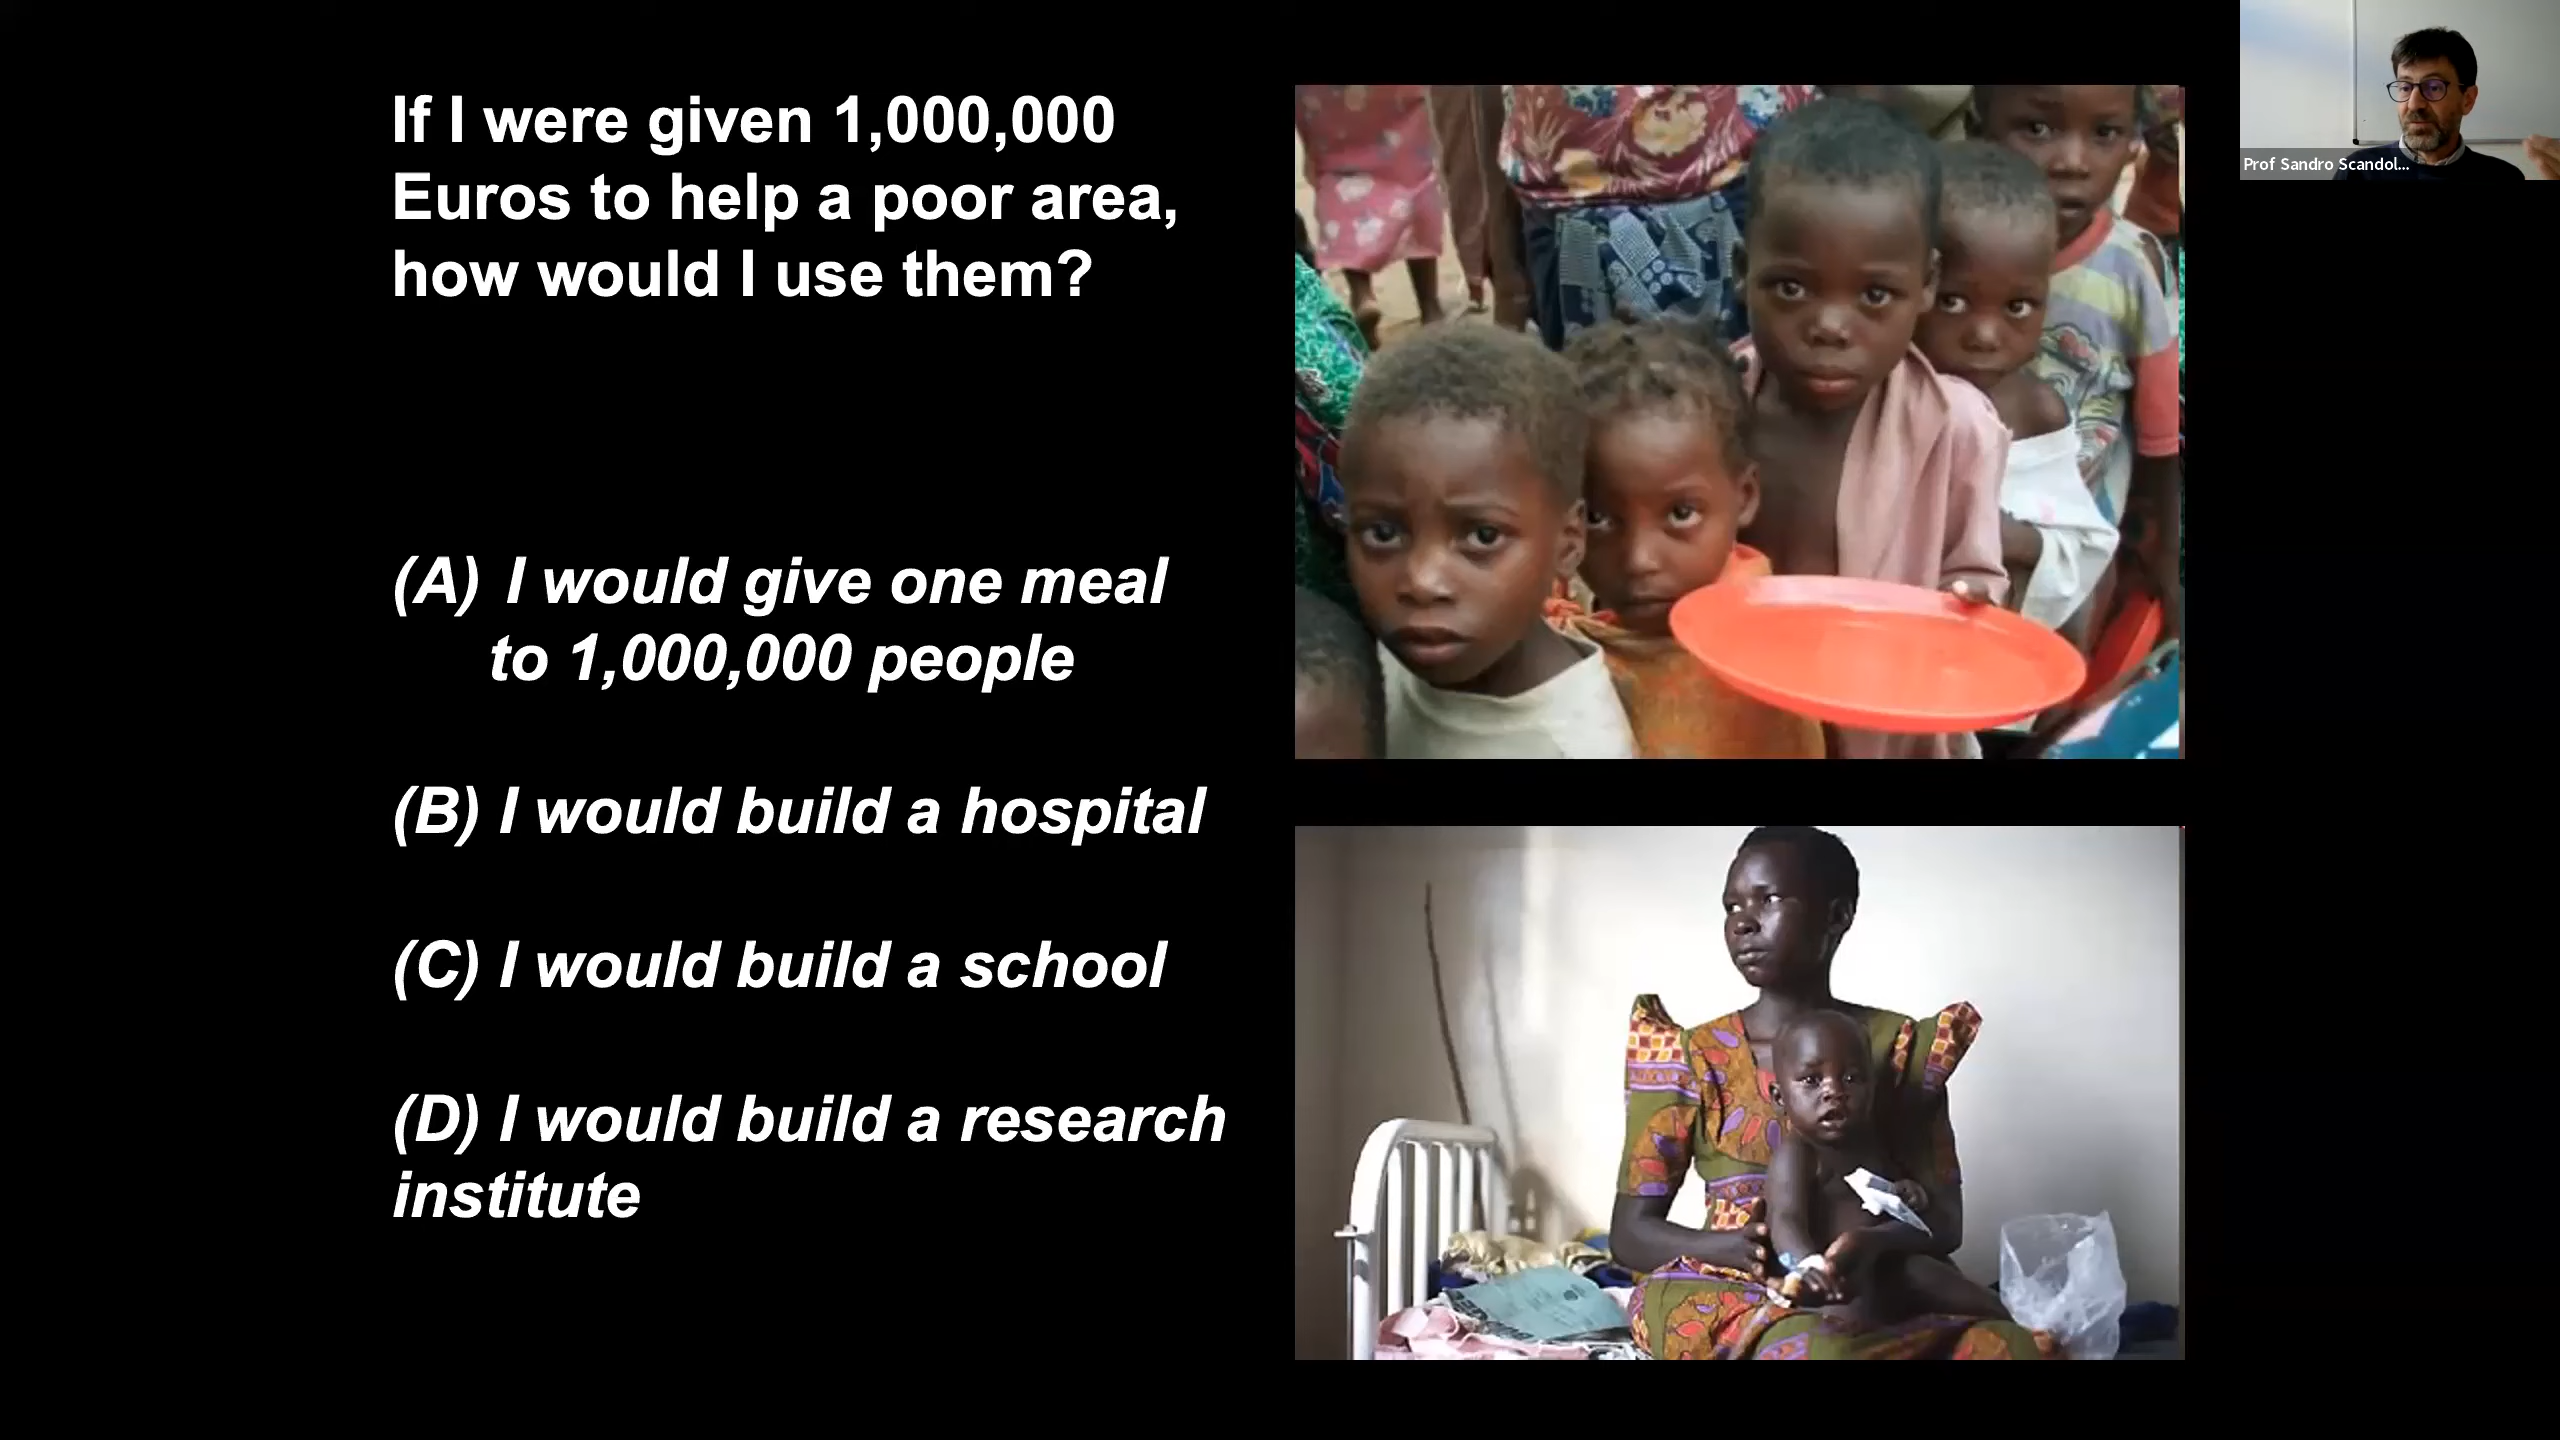 If I were given 1,000,000
Euros to help a poor area,
how would I use them?
(A) I would give one meal
to 1,000,000 people
(B) I would build a hospital
(C) I would build a school
(D) I would build a research
institute
Prof Sandro Scandol...